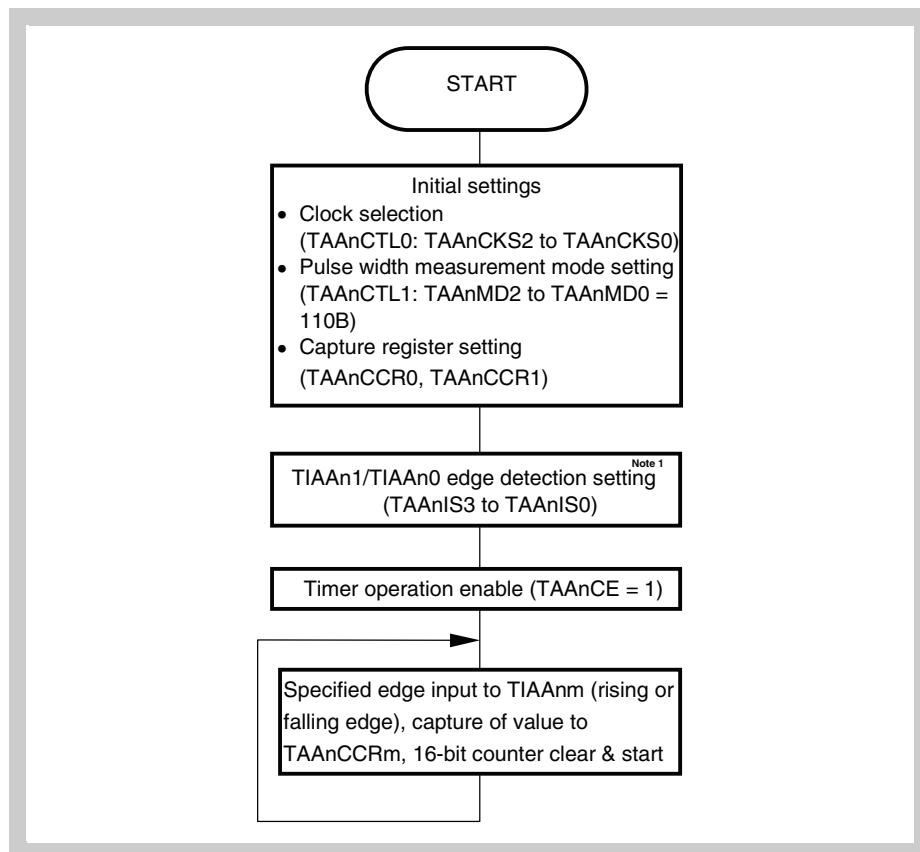 START
Initial settings
• Clock selection
(TAAnCTL0: TAAnCKS2 to TAAnCKS0)
• Pulse width measurement mode setting
(TAAnCTL1: TAAnMD2 to TAAnMD0 =
110B)
• Capture register setting
(TAAnCCR0, TAAnCCR1)
TIAAn1/TIAAn0 edge detection setting Note 1
(TAAnIS3 to TAAnIS0)
Timer operation enable (TAAnCE = 1)
Specified edge input to TIAAnm (rising or
falling edge), capture of value to
TAAnCCRm, 16-bit counter clear & start